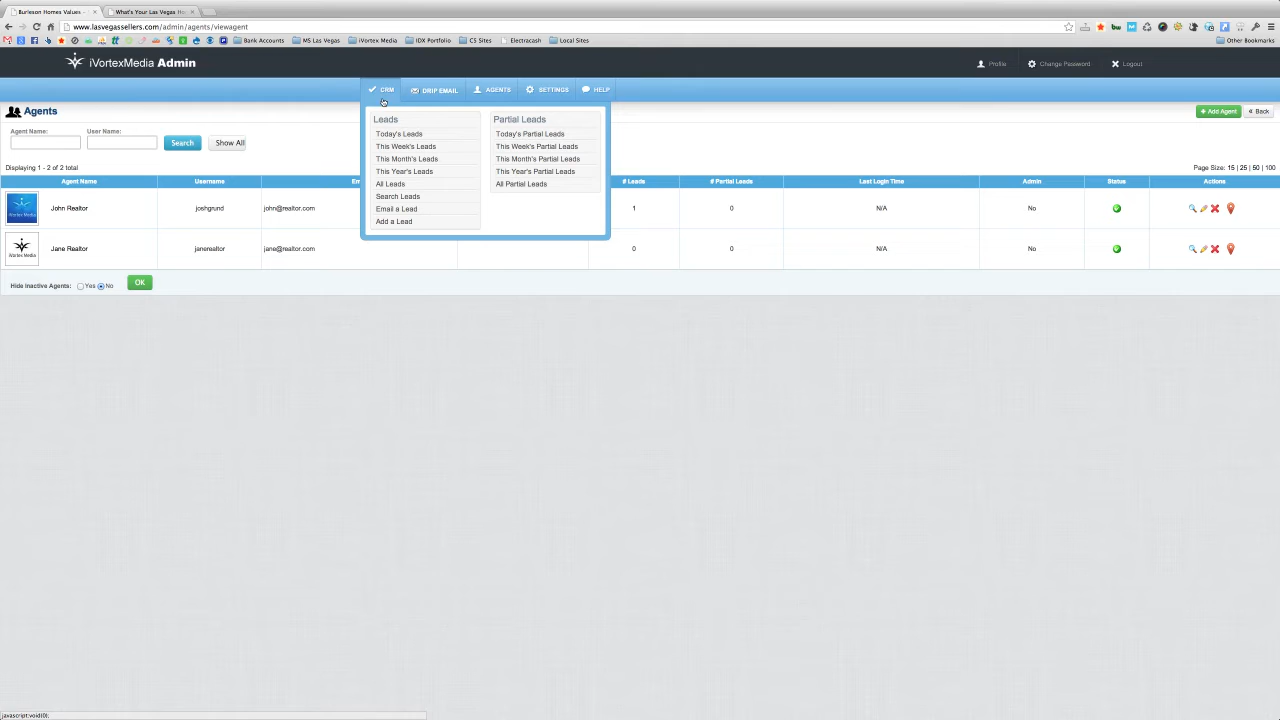 Burleson Homes Values -
What's Your Las Vegas Ho
www.lasvegassellers.com/admin/agents/viewagent
Bank Accounts MS Las Vegas iVortex Media IDX Portfolio CS Sites Electracash Local Sites Other Bookmarks
iVortexMedia Admin
Profile Change Password Logout
CRM DRIP EMAIL AGENTS SETTINGS HELP
Agents
+ Add Agent « Back
Leads
Today's Leads
This Week's Leads
This Month's Leads
This Year's Leads
All Leads
Search Leads
Email a Lead
Add a Lead
Partial Leads
Today's Partial Leads
This Week's Partial Leads
This Month's Partial Leads
This Year's Partial Leads
All Partial Leads
Agent Name: User Name:
Search Show All
Displaying 1 - 2 of 2 total
Page Size: 15 | 25 | 50 | 100
Agent Name Username Em # Leads # Partial Leads Last Login Time Admin Status Actions
John Realtor joshgrund john@realtor.com 1 0 N/A No
Jane Realtor janerealtor jane@realtor.com 0 0 N/A No
Hide Inactive Agents: Yes No OK
javascript:void(0);